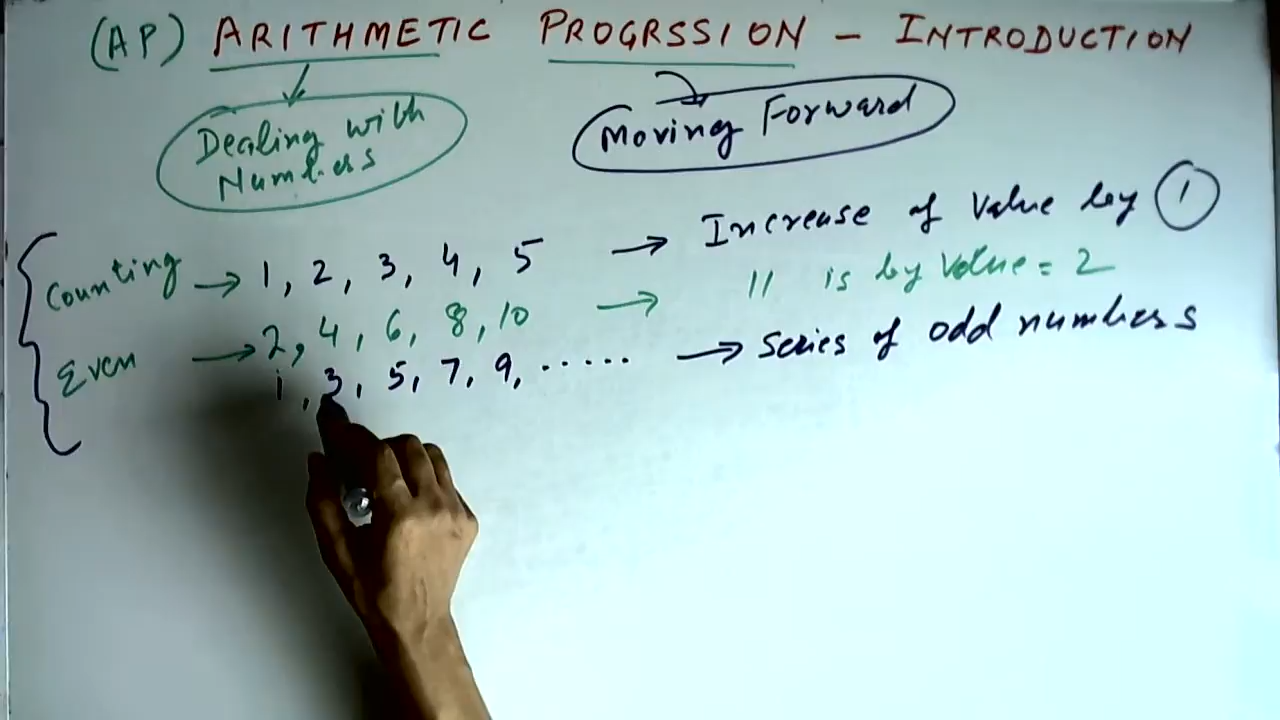 (AP) ARITHMETIC PROGRSSION - INTRODUCTION
Dealing with
Numbers
Moving Forward
Counting → 1, 2, 3, 4, 5 → Increase of Value by 1
Even → 2, 4, 6, 8, 10 → 〃 is by Value = 2
1, 3, 5, 7, 9, ..... → Series of odd numbers